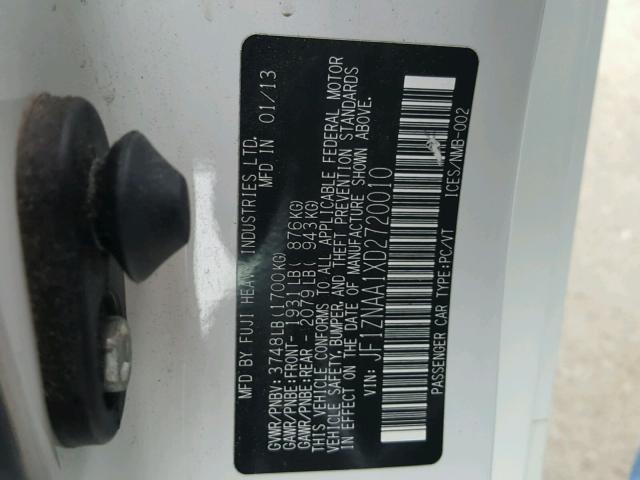 MFD BY FUJI HEAVY INDUSTRIES LTD.
MFD IN 01/13
GVWR/PNBV: 3748LB(1700KG)
GAWR/PNBE:FRONT- 1931LB( 876KG)
GAWR/PNBE:REAR - 2079LB( 943KG)
THIS VEHICLE CONFORMS TO ALL APPLICABLE FEDERAL MOTOR
VEHICLE SAFETY, BUMPER, AND THEFT PREVENTION STANDARDS
IN EFFECT ON THE DATE OF MANUFACTURE SHOWN ABOVE.
VIN: JF1ZNAA1XD2720010
PASSENGER CAR TYPE:PC/VT ICES/NMB-002